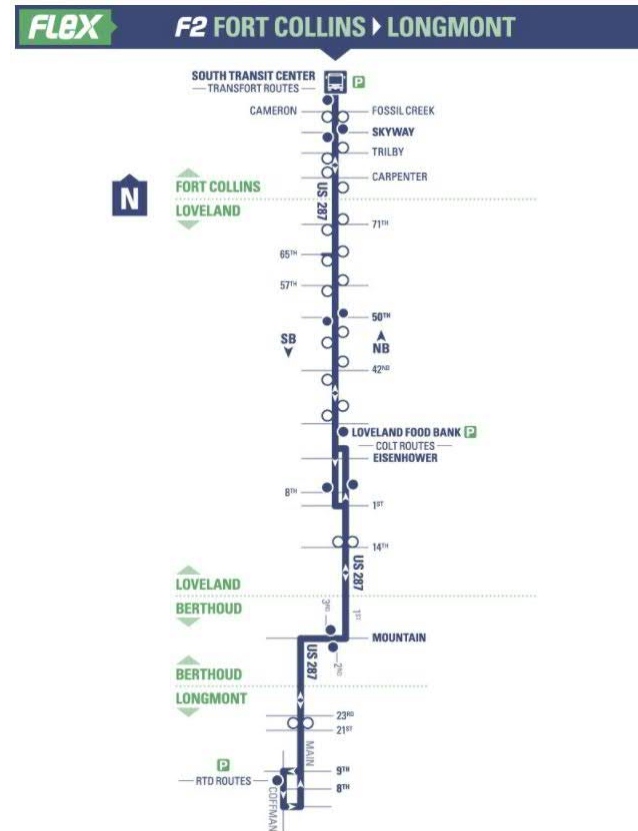 FLEX
F2 FORT COLLINS LONGMONT
SOUTH TRANSIT CENTER P
TRANSFORT ROUTES
CAMERON
FOSSIL CREEK
SKYWAY
TRILBY
CARPENTER
US 287
FORT COLLINS
N
LOVELAND
71TH
65TH
57TH
50TH
SB
NB
42ND
LOVELAND FOOD BANK P
COLT ROUTES
EISENHOWER
8TH
1ST
14TH
US 287
LOVELAND
BERTHOUD
3RD
1ST
MOUNTAIN
2ND
US 287
BERTHOUD
LONGMONT
23RD
21ST
MAIN
P
9TH
RTD ROUTES
8TH
COFFMAN